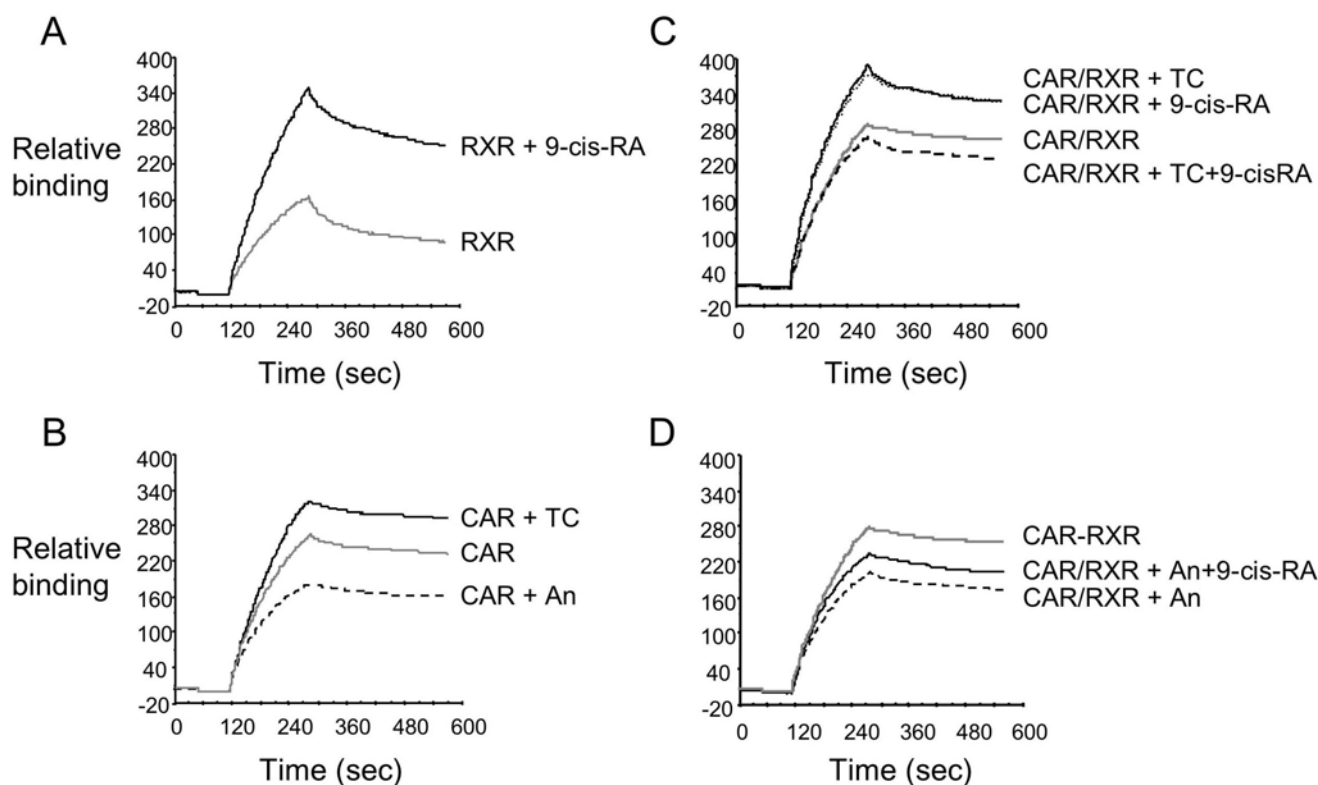 A
400
340
280
220
160
100
40
-20
Relative
binding
RXR + 9-cis-RA
RXR
0 120 240 360 480 600
Time (sec)
C
400
340
280
220
160
100
40
-20
CAR/RXR + TC
CAR/RXR + 9-cis-RA
CAR/RXR
CAR/RXR + TC+9-cisRA
0 120 240 360 480 600
Time (sec)
B
400
340
280
220
160
100
40
-20
Relative
binding
CAR + TC
CAR
CAR + An
0 120 240 360 480 600
Time (sec)
D
400
340
280
220
160
100
40
-20
CAR-RXR
CAR/RXR + An+9-cis-RA
CAR/RXR + An
0 120 240 360 480 600
Time (sec)